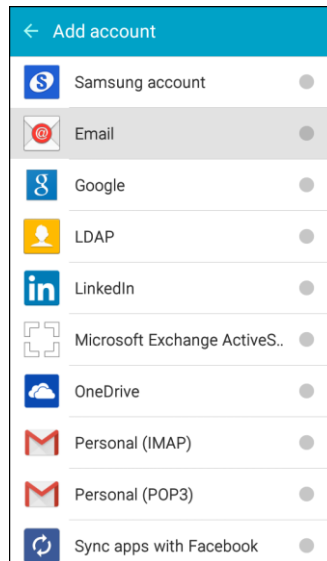 Add account
Samsung account
Email
Google
LDAP
LinkedIn
Microsoft Exchange ActiveS..
OneDrive
Personal (IMAP)
Personal (POP3)
Sync apps with Facebook